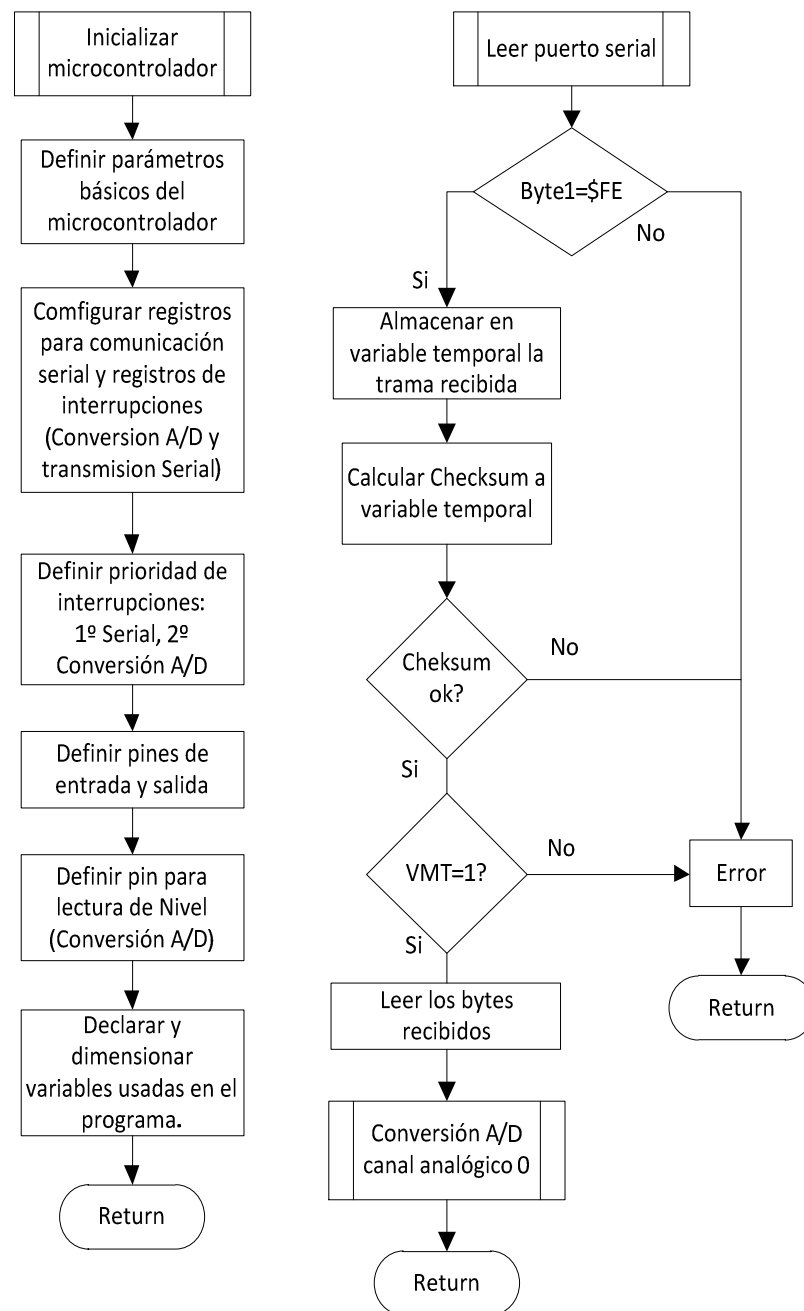 Inicializar
microcontrolador
Definir parámetros
básicos del
microcontrolador
Comfigurar registros
para comunicación
serial y registros de
interrupciones
(Conversion A/D y
transmision Serial)
Definir prioridad de
interrupciones:
1º Serial, 2º
Conversión A/D
Definir pines de
entrada y salida
Definir pin para
lectura de Nivel
(Conversión A/D)
Declarar y
dimensionar
variables usadas en el
programa.
Return
Leer puerto serial
Byte1=$FE
No
Si
Almacenar en
variable temporal la
trama recibida
Calcular Checksum a
variable temporal
Cheksum
ok?
No
Si
VMT=1?
No
Error
Si
Return
Leer los bytes
recibidos
Conversión A/D
canal analógico 0
Return